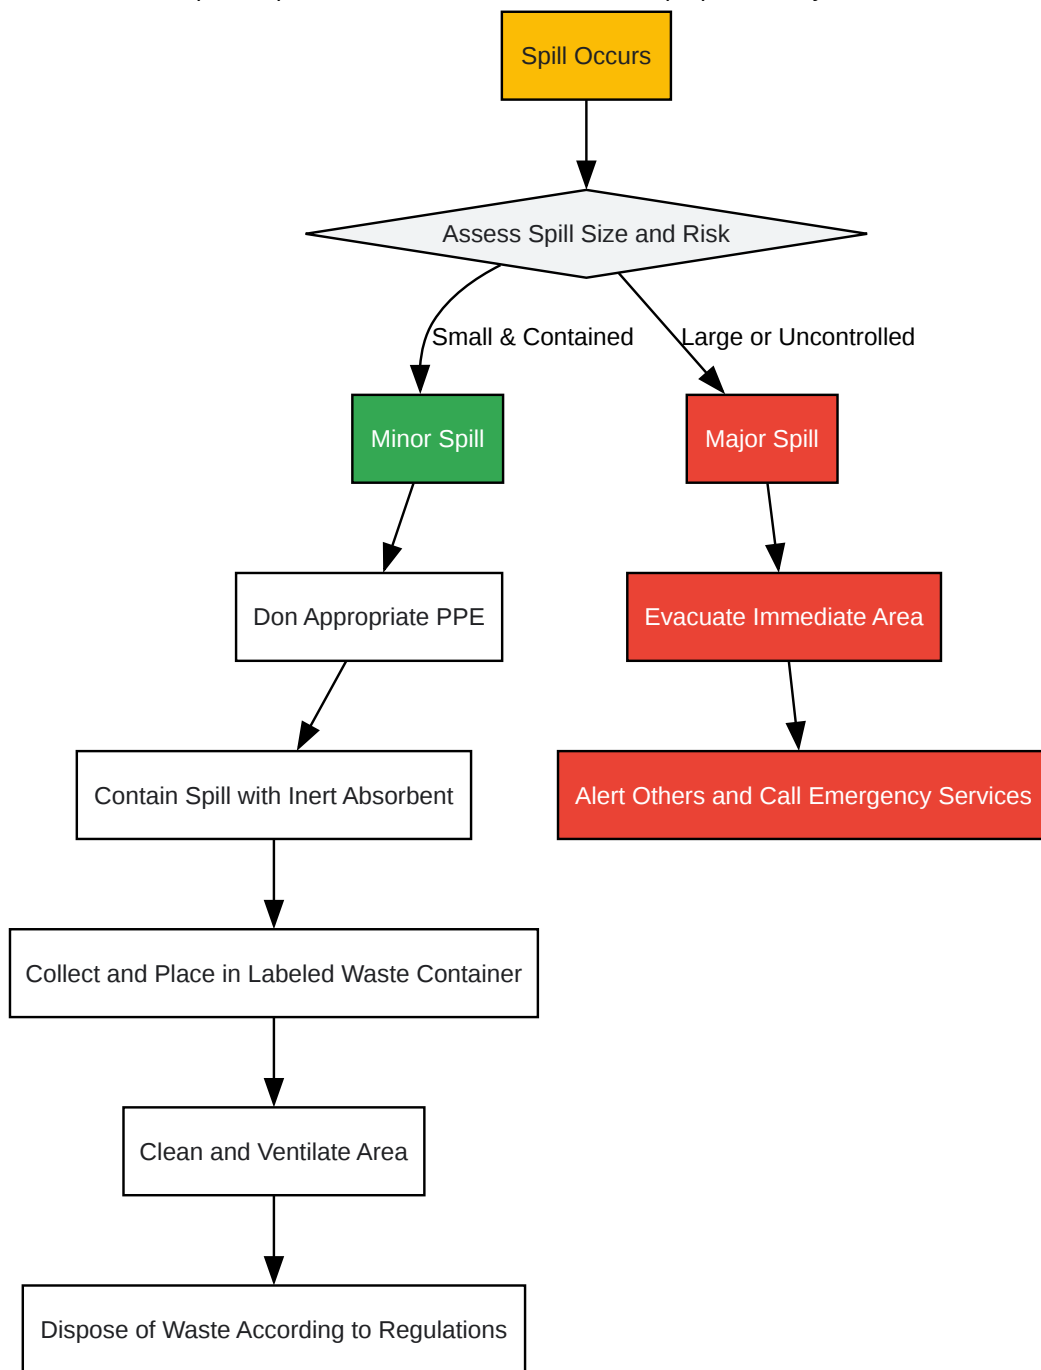 Spill Occurs
Assess Spill Size and Risk
Small & Contained
Large or Uncontrolled
Minor Spill
Major Spill
Don Appropriate PPE
Evacuate Immediate Area
Contain Spill with Inert Absorbent
Alert Others and Call Emergency Services
Collect and Place in Labeled Waste Container
Clean and Ventilate Area
Dispose of Waste According to Regulations